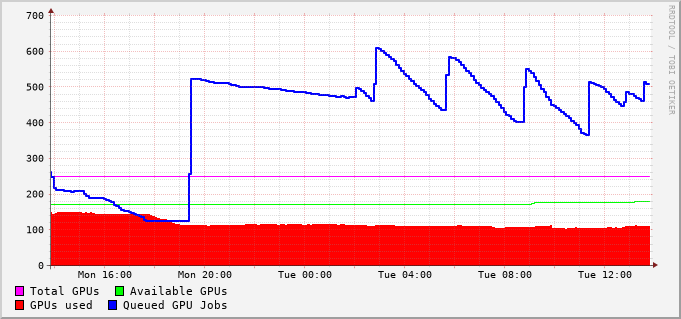 700
600
500
400
300
200
100
0
Mon 16:00 Mon 20:00 Tue 00:00 Tue 04:00 Tue 08:00 Tue 12:00
Total GPUs Available GPUs
GPUs used Queued GPU Jobs
RRDTOOL / TOBI OETIKER